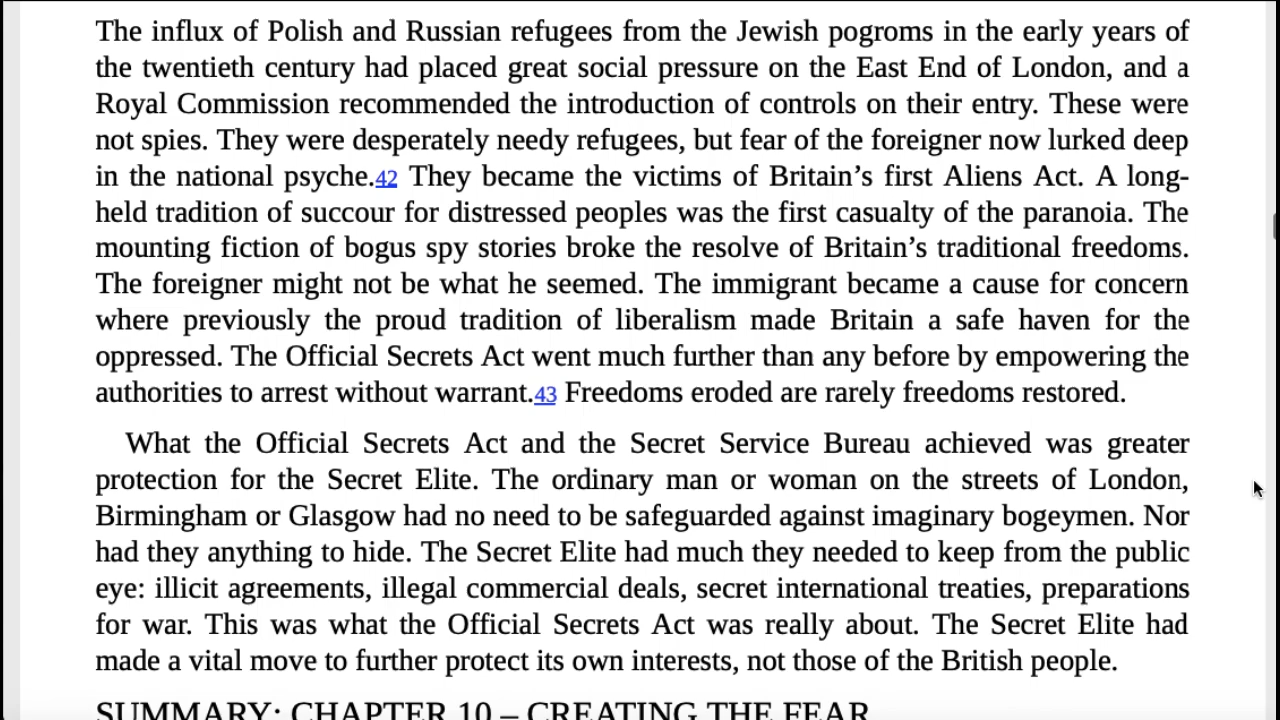 The influx of Polish and Russian refugees from the Jewish pogroms in the early years of
the twentieth century had placed great social pressure on the East End of London, and a
Royal Commission recommended the introduction of controls on their entry. These were
not spies. They were desperately needy refugees, but fear of the foreigner now lurked deep
in the national psyche.42 They became the victims of Britain’s first Aliens Act. A long-
held tradition of succour for distressed peoples was the first casualty of the paranoia. The
mounting fiction of bogus spy stories broke the resolve of Britain’s traditional freedoms.
The foreigner might not be what he seemed. The immigrant became a cause for concern
where previously the proud tradition of liberalism made Britain a safe haven for the
oppressed. The Official Secrets Act went much further than any before by empowering the
authorities to arrest without warrant.43 Freedoms eroded are rarely freedoms restored.
What the Official Secrets Act and the Secret Service Bureau achieved was greater
protection for the Secret Elite. The ordinary man or woman on the streets of London,
Birmingham or Glasgow had no need to be safeguarded against imaginary bogeymen. Nor
had they anything to hide. The Secret Elite had much they needed to keep from the public
eye: illicit agreements, illegal commercial deals, secret international treaties, preparations
for war. This was what the Official Secrets Act was really about. The Secret Elite had
made a vital move to further protect its own interests, not those of the British people.
SUMMARY: CHAPTER 10 – CREATING THE FEAR